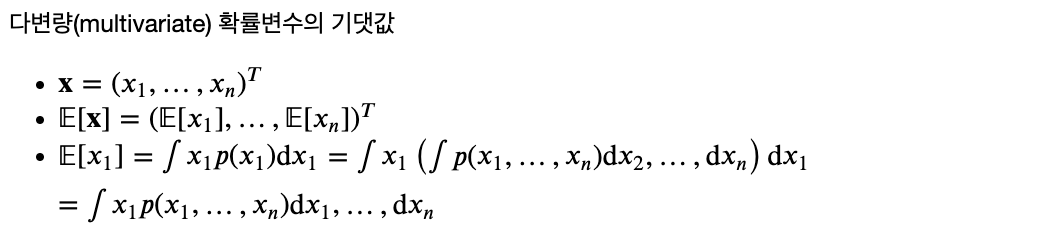 다변량(multivariate) 확률변수의 기댓값
• 𝐱 = (x₁, … , xₙ)ᵀ
• 𝔼[𝐱] = (𝔼[x₁], … , 𝔼[xₙ])ᵀ
• 𝔼[x₁] = ∫ x₁p(x₁)dx₁ = ∫ x₁ (∫ p(x₁, … , xₙ)dx₂, … , dxₙ) dx₁
= ∫ x₁p(x₁, … , xₙ)dx₁, … , dxₙ